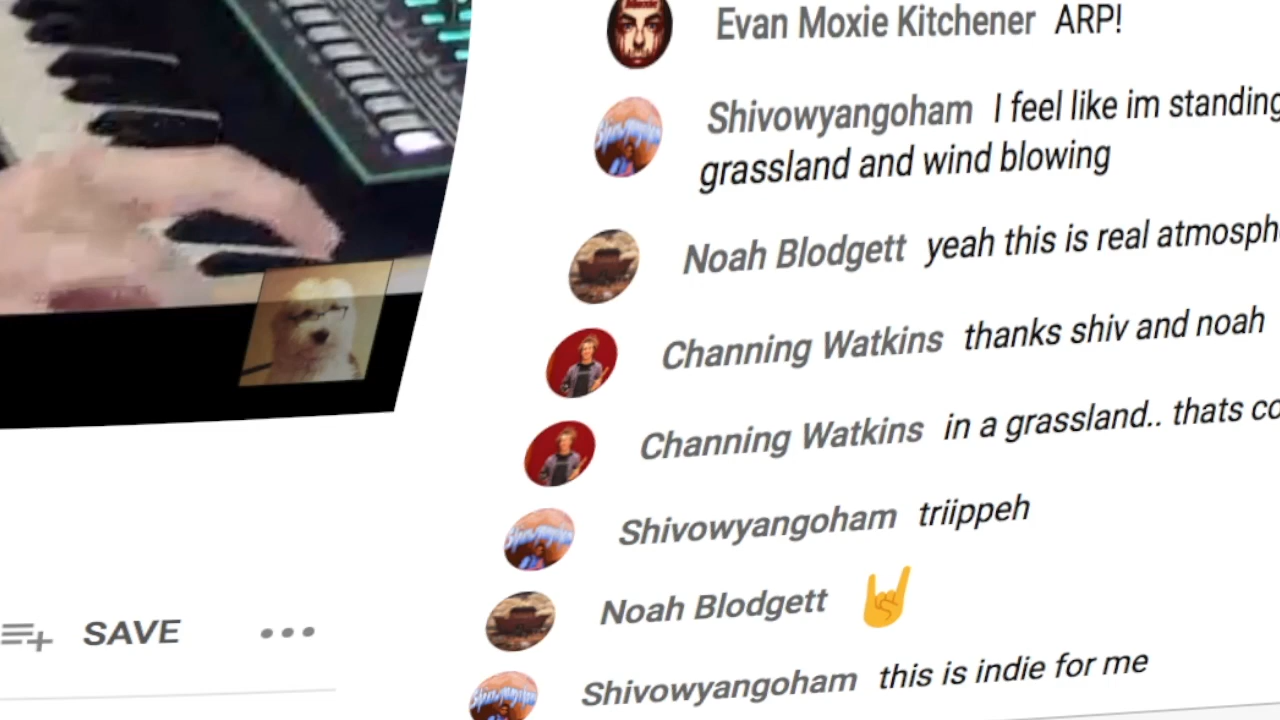 Evan Moxie Kitchener ARP!
Shivowyangoham I feel like im standing
grassland and wind blowing
Noah Blodgett yeah this is real
Channing Watkins thanks shiv and noah
Channing Watkins in a grassland.. thats
Shivowyangoham triippeh
Noah Blodgett 🤘
SAVE
Shivowyangoham this is indie for me